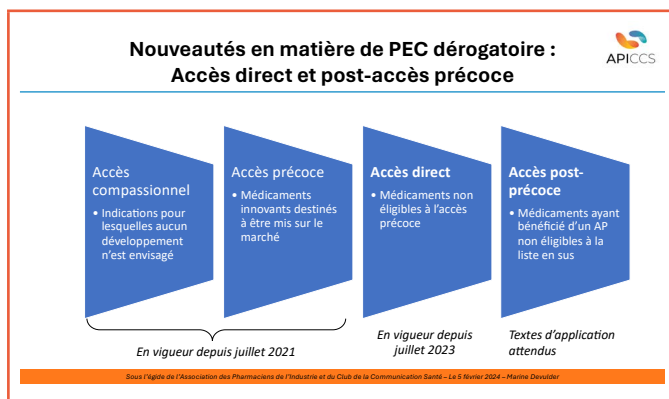 Nouveautés en matière de PEC dérogatoire :
Accès direct et post-accès précoce
APICCS
Accès
compassionnel
• Indications pour
lesquelles aucun
développement
n'est envisagé
Accès précoce
• Médicaments
innovants destinés
à être mis sur le
marché
Accès direct
• Médicaments non
éligibles à l'accès
précoce
Accès post-
précoce
• Médicaments ayant
bénéficié d'un AP
non éligibles à la
liste en sus
En vigueur depuis juillet 2021
En vigueur depuis
juillet 2023
Textes d'application
attendus
Sous l'égide de l'Association des Pharmaciens de l'Industrie et du Club de la Communication Santé – Le 5 février 2024 – Marine Devulder